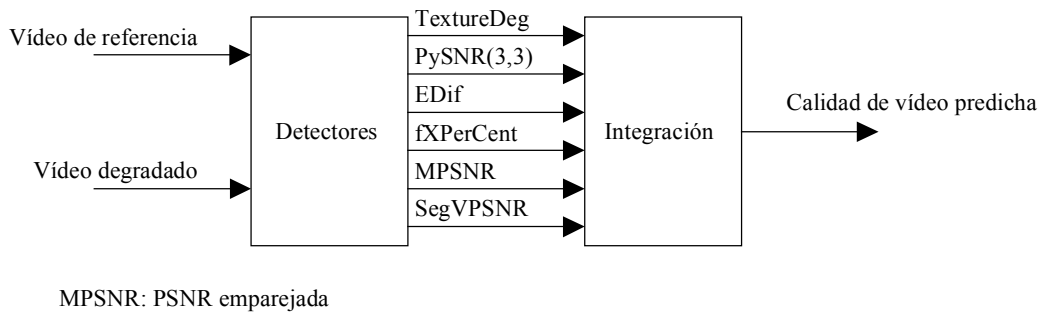 Vídeo de referencia
Vídeo degradado
Detectores
TextureDeg
PySNR(3,3)
EDif
fXPerCent
MPSNR
SegVPSNR
Integración
Calidad de vídeo predicha
MPSNR: PSNR emparejada